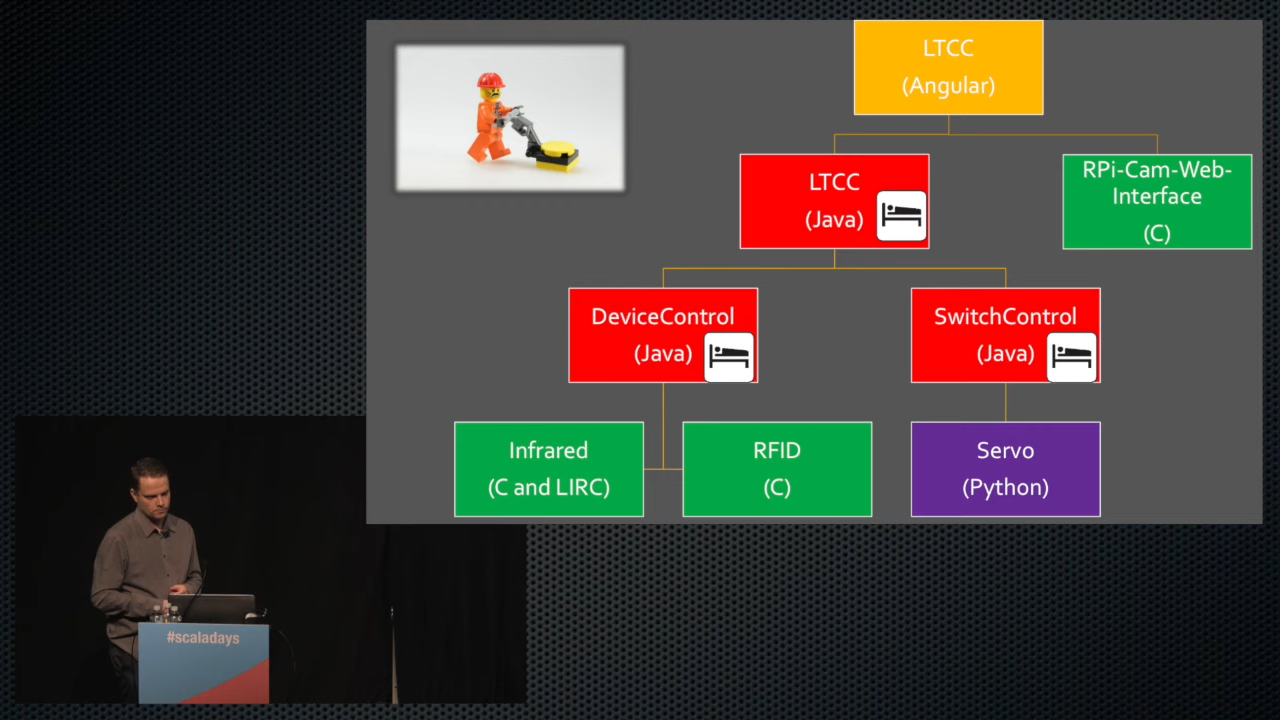 LTCC
(Angular)
LTCC
(Java)
RPi-Cam-Web-
Interface
(C)
DeviceControl
(Java)
SwitchControl
(Java)
Infrared
(C and LIRC)
RFID
(C)
Servo
(Python)
#scaladays